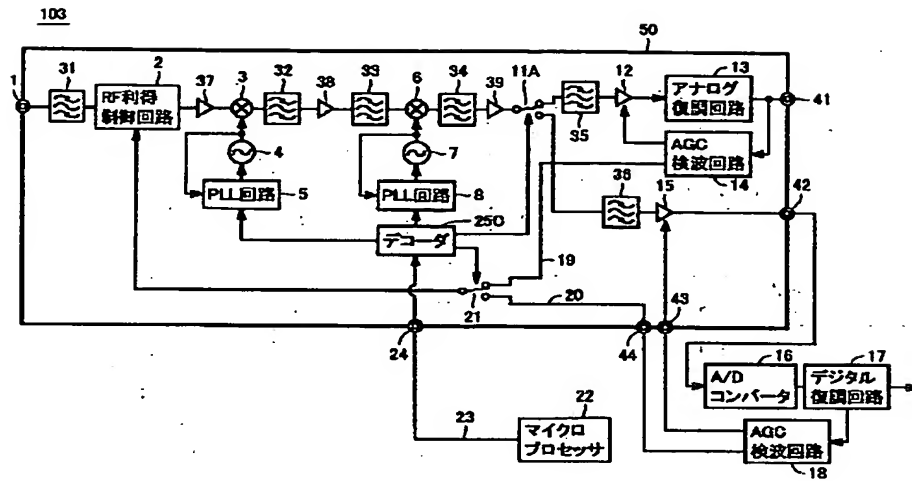 103
50
1
31
2
RF利得
制御回路
37
3
32
38
33
6
34
39
11A
35
12
13
アナログ
復調回路
41
4
7
AGC
検波回路
14
42
PLL回路
5
PLL回路
8
36
15
25C
デコーダ
19
20
21
43
24
44
16
A/D
コンバータ
17
デジタル
復調回路
22
マイクロ
プロセッサ
23
AGC
検波回路
18